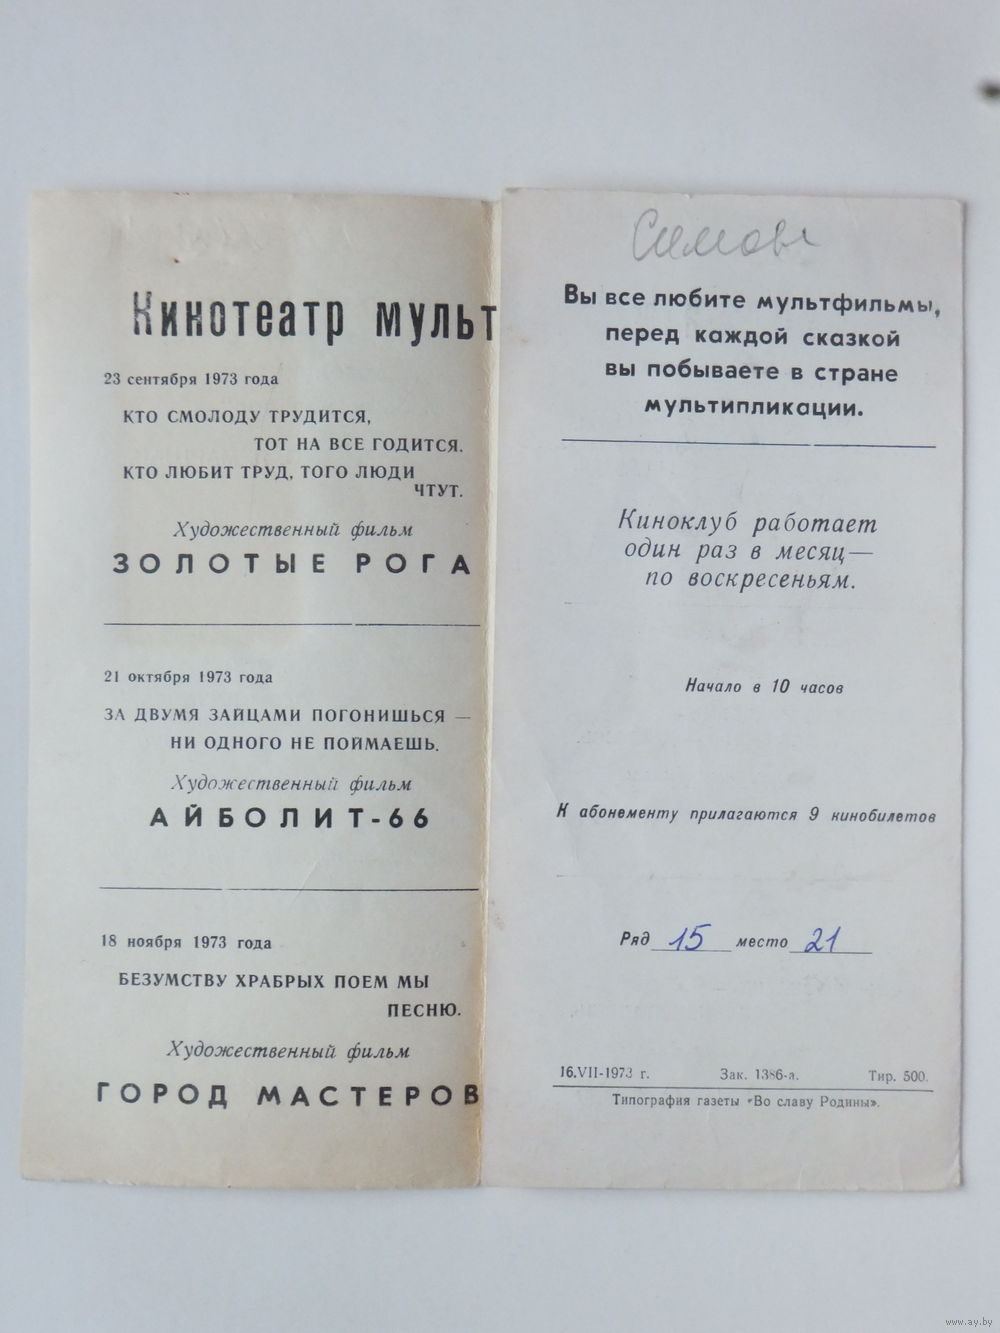 Кинотеатр мульт
23 сентября 1973 года
КТО СМОЛОДУ ТРУДИТСЯ,
ТОТ НА ВСЕ ГОДИТСЯ.
КТО ЛЮБИТ ТРУД, ТОГО ЛЮДИ
ЧТУТ.
Художественный фильм
ЗОЛОТЫЕ РОГА
21 октября 1973 года
ЗА ДВУМЯ ЗАЙЦАМИ ПОГОНИШЬСЯ —
НИ ОДНОГО НЕ ПОЙМАЕШЬ.
Художественный фильм
АЙБОЛИТ-66
18 ноября 1973 года
БЕЗУМСТВУ ХРАБРЫХ ПОЕМ МЫ
ПЕСНЮ.
Художественный фильм
ГОРОД МАСТЕРОВ
Вы все любите мультфильмы,
перед каждой сказкой
вы побываете в стране
мультипликации.
Киноклуб работает
один раз в месяц—
по воскресеньям.
Начало в 10 часов
К абонементу прилагаются 9 кинобилетов
Ряд 15 место 21
16.VII-1973 г. Зак. 1386-а. Тир. 500.
Типография газеты «Во славу Родины».
www.ay.by